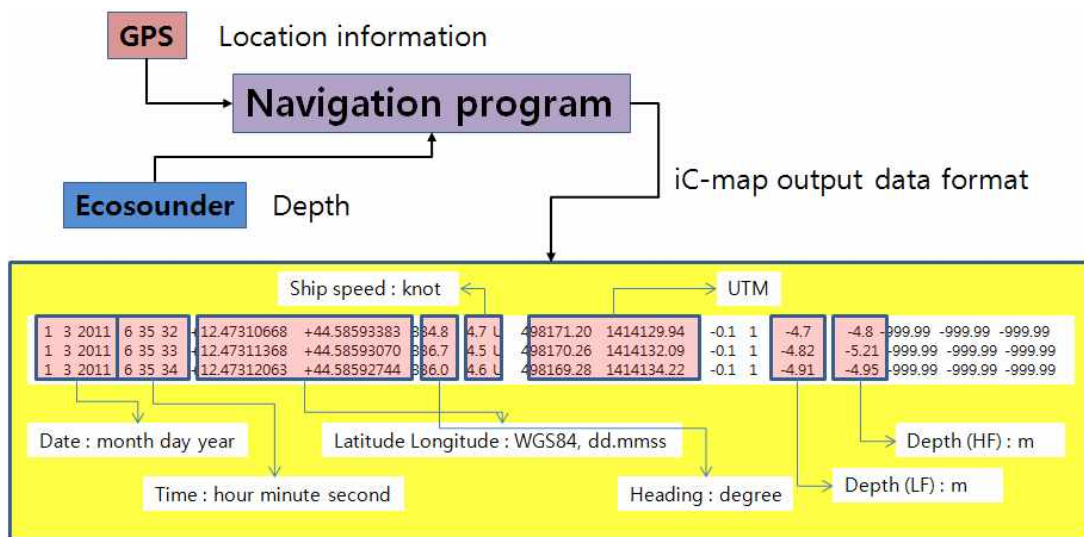 GPS Location information
Navigation program
Ecosounder Depth
iC-map output data format
Ship speed : knot UTM
1 3 2011 6 35 32 +12.47310668 +44.58593383 334.8 4.7 U 498171.20 1414129.94 -0.1 1 -4.7 -4.8 -999.99 -999.99 -999.99
1 3 2011 6 35 33 +12.47311368 +44.58593070 336.7 4.5 U 498170.26 1414132.09 -0.1 1 -4.82 -5.21 -999.99 -999.99 -999.99
1 3 2011 6 35 34 +12.47312063 +44.58592744 336.0 4.6 U 498169.28 1414134.22 -0.1 1 -4.91 -4.95 -999.99 -999.99 -999.99
Date : month day year Latitude Longitude : WGS84, dd.mmss Depth (HF) : m
Time : hour minute second Heading : degree Depth (LF) : m